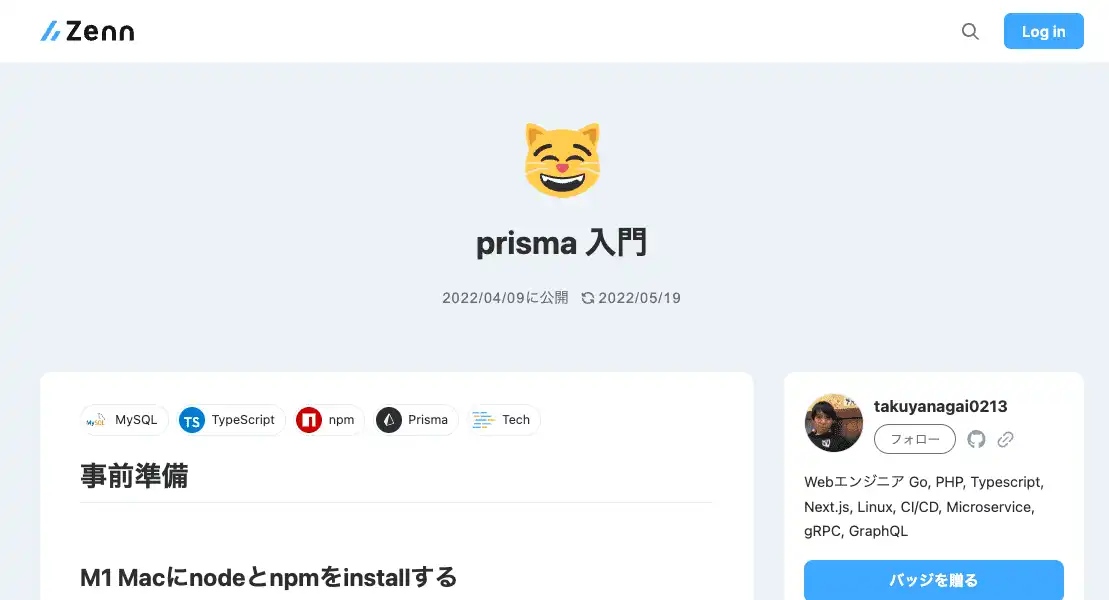 Zenn
Log in
prisma 入門
2022/04/09に公開 2022/05/19
MySQL TypeScript npm Prisma Tech
事前準備
M1 Macにnodeとnpmをinstallする
takuyanagai0213
フォロー
Webエンジニア Go, PHP, Typescript,
Next.js, Linux, CI/CD, Microservice,
gRPC, GraphQL
バッジを贈る